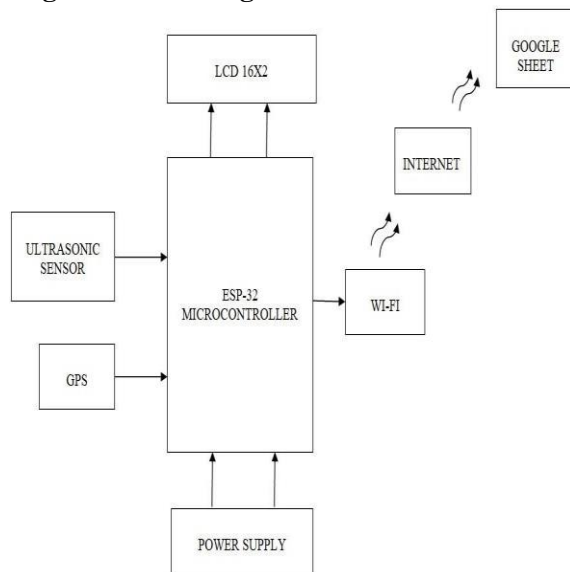 LCD 16X2
GOOGLE
SHEET
INTERNET
ULTRASONIC
SENSOR
ESP-32
MICROCONTROLLER
WI-FI
GPS
POWER SUPPLY